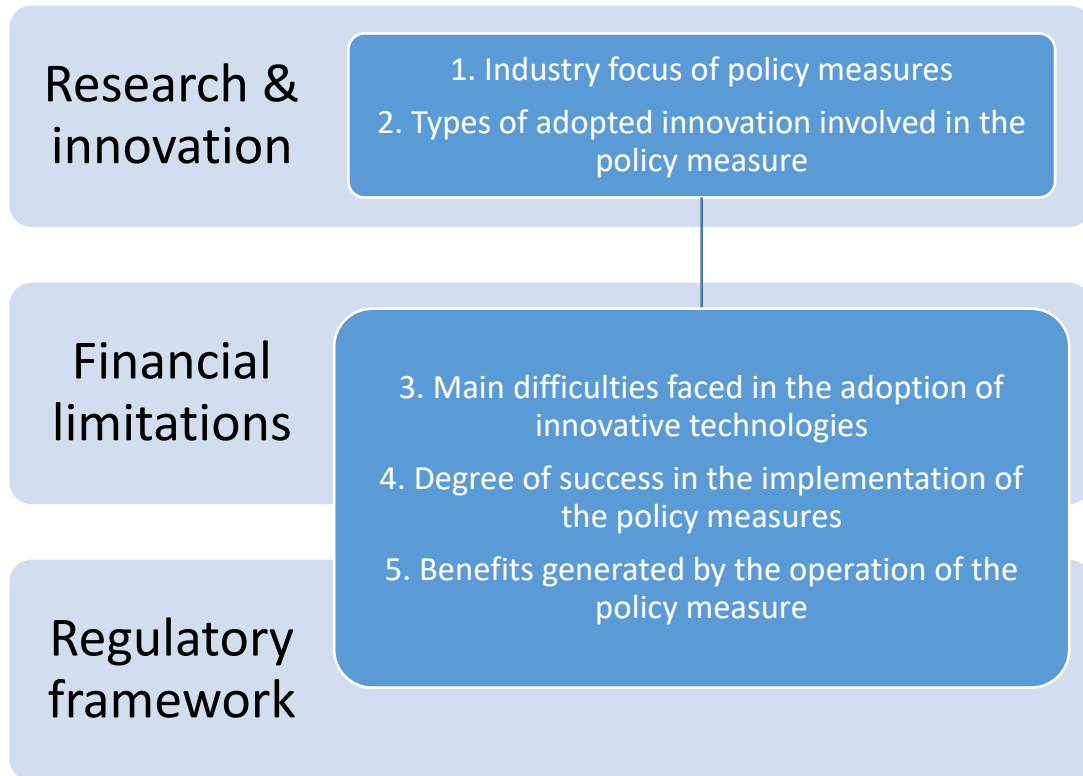 Research &
innovation
1. Industry focus of policy measures
2. Types of adopted innovation involved in the
policy measure
Financial
limitations
3. Main difficulties faced in the adoption of
innovative technologies
4. Degree of success in the implementation of
the policy measures
5. Benefits generated by the operation of the
policy measure
Regulatory
framework